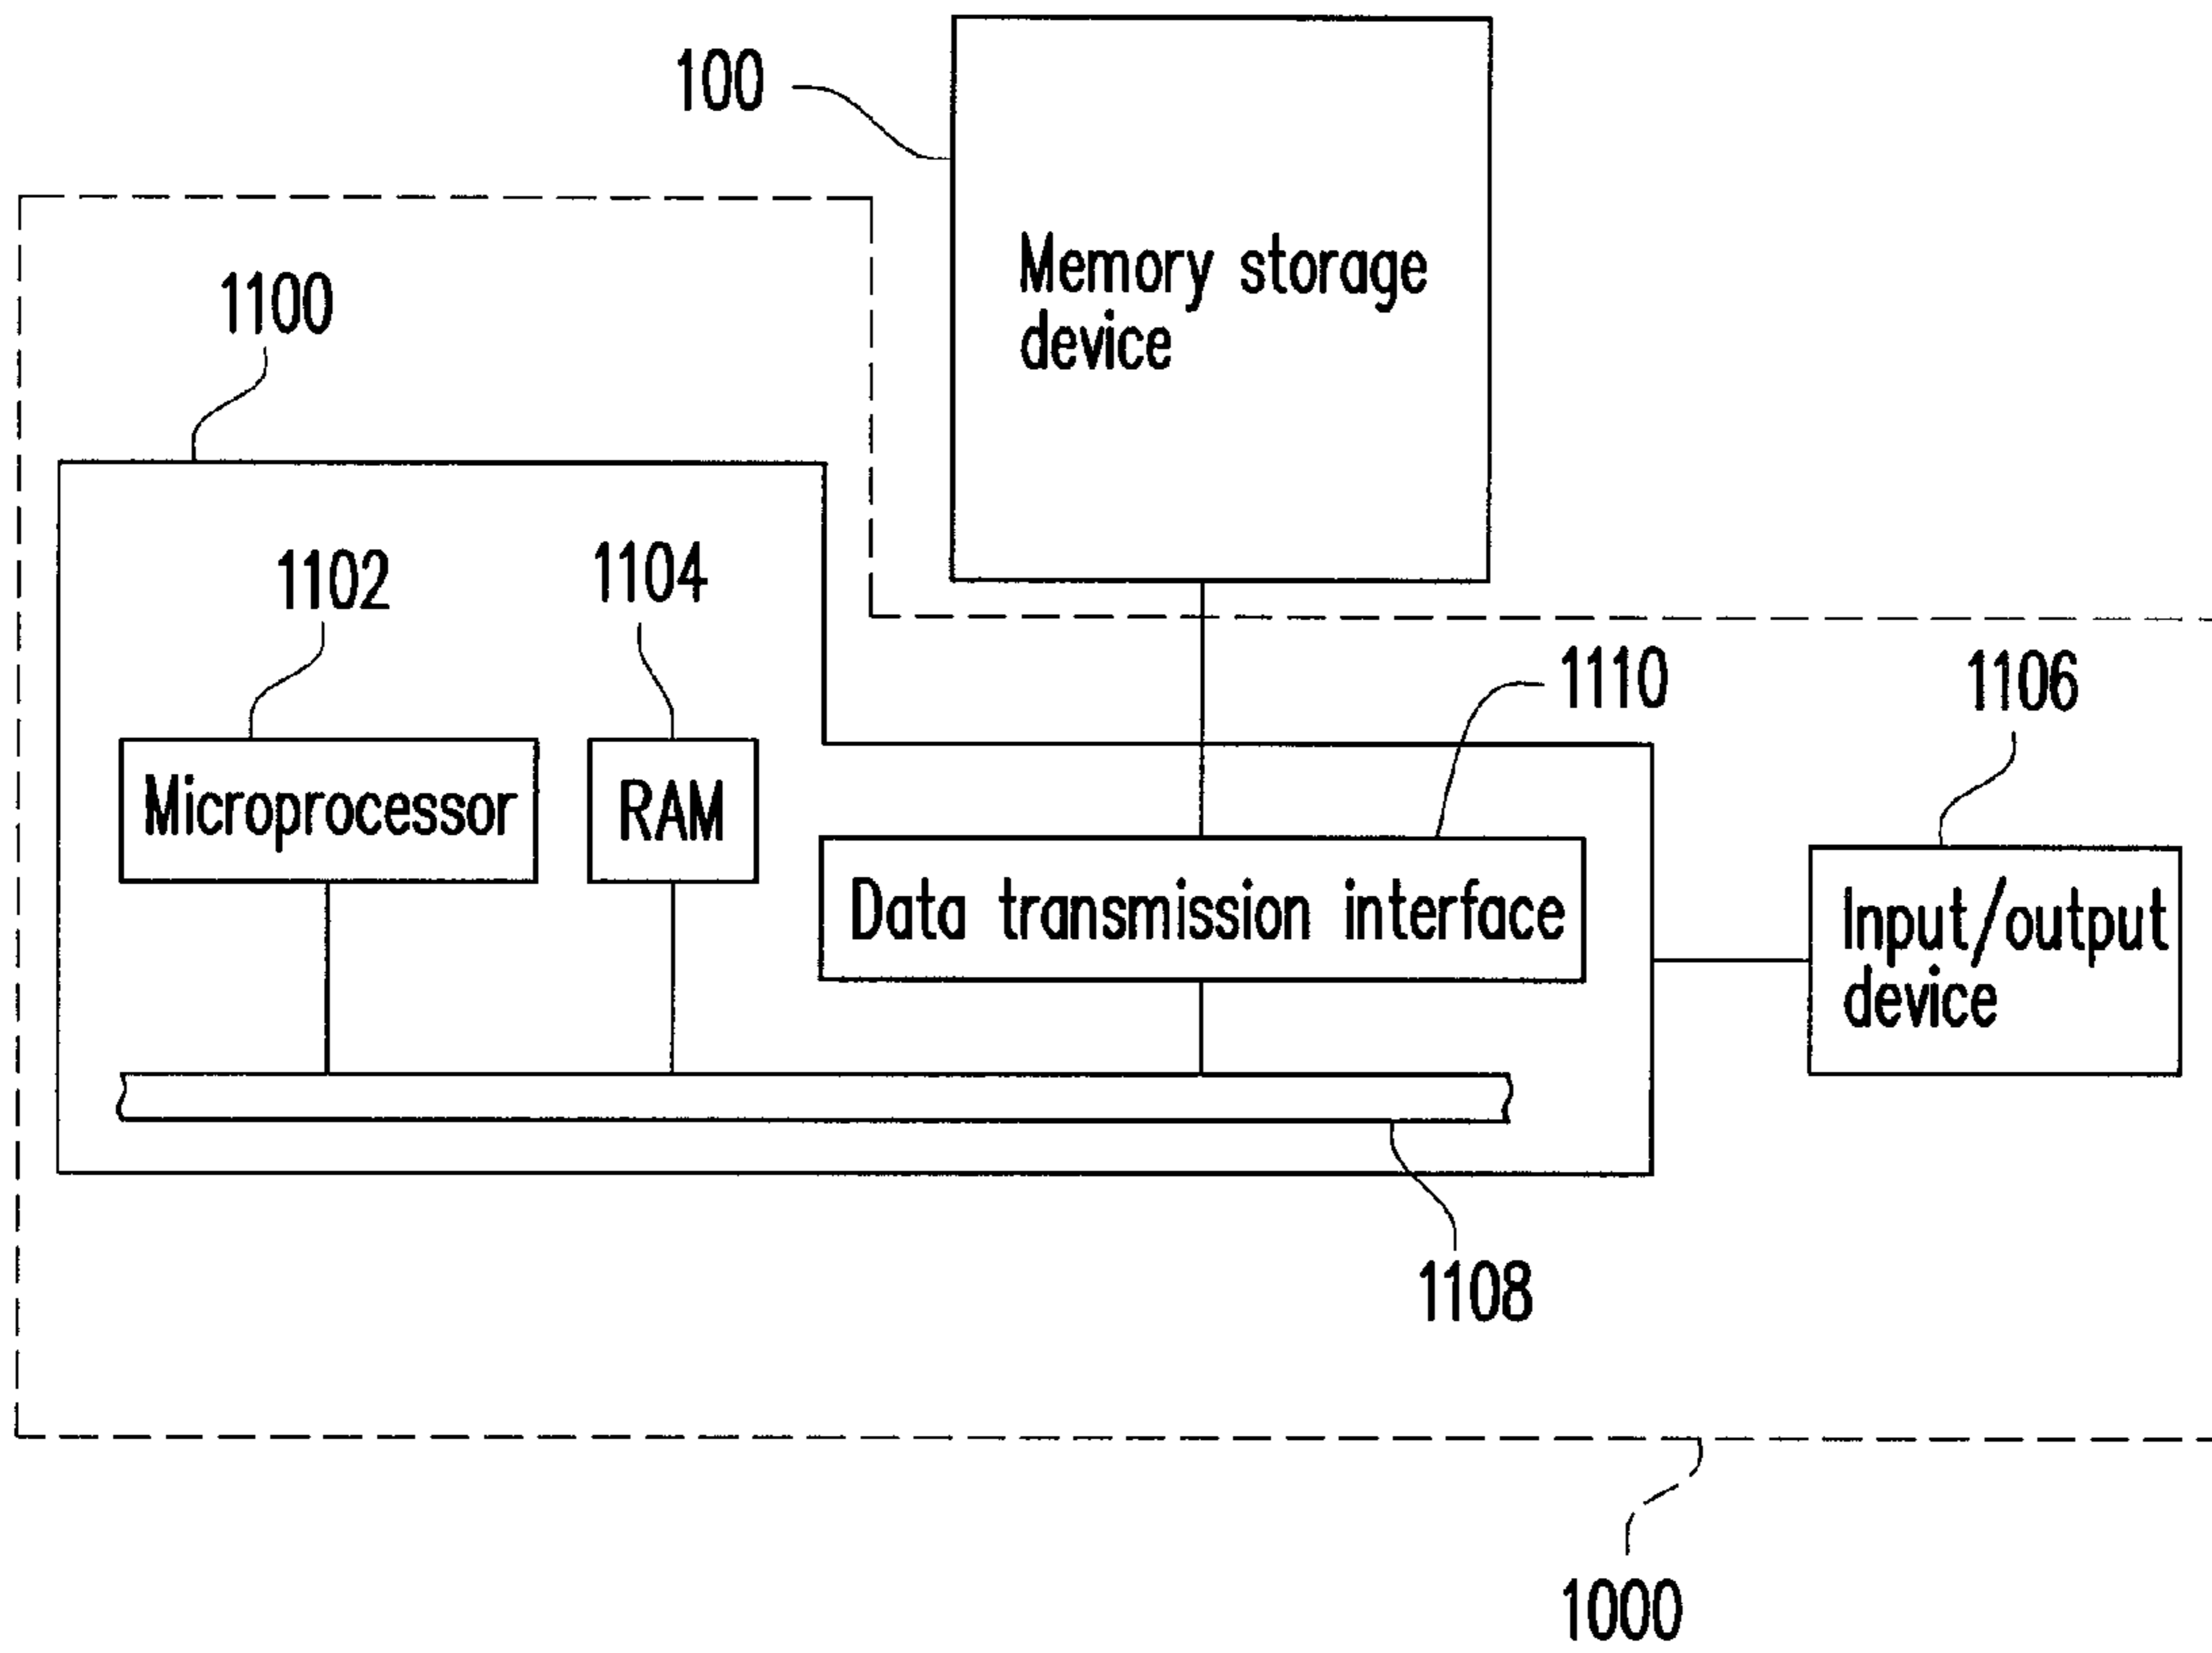 100
Memory storage
device
1100
1102
1104
1110
1106
Microprocessor
RAM
Data transmission interface
Input/output
device
1108
1000